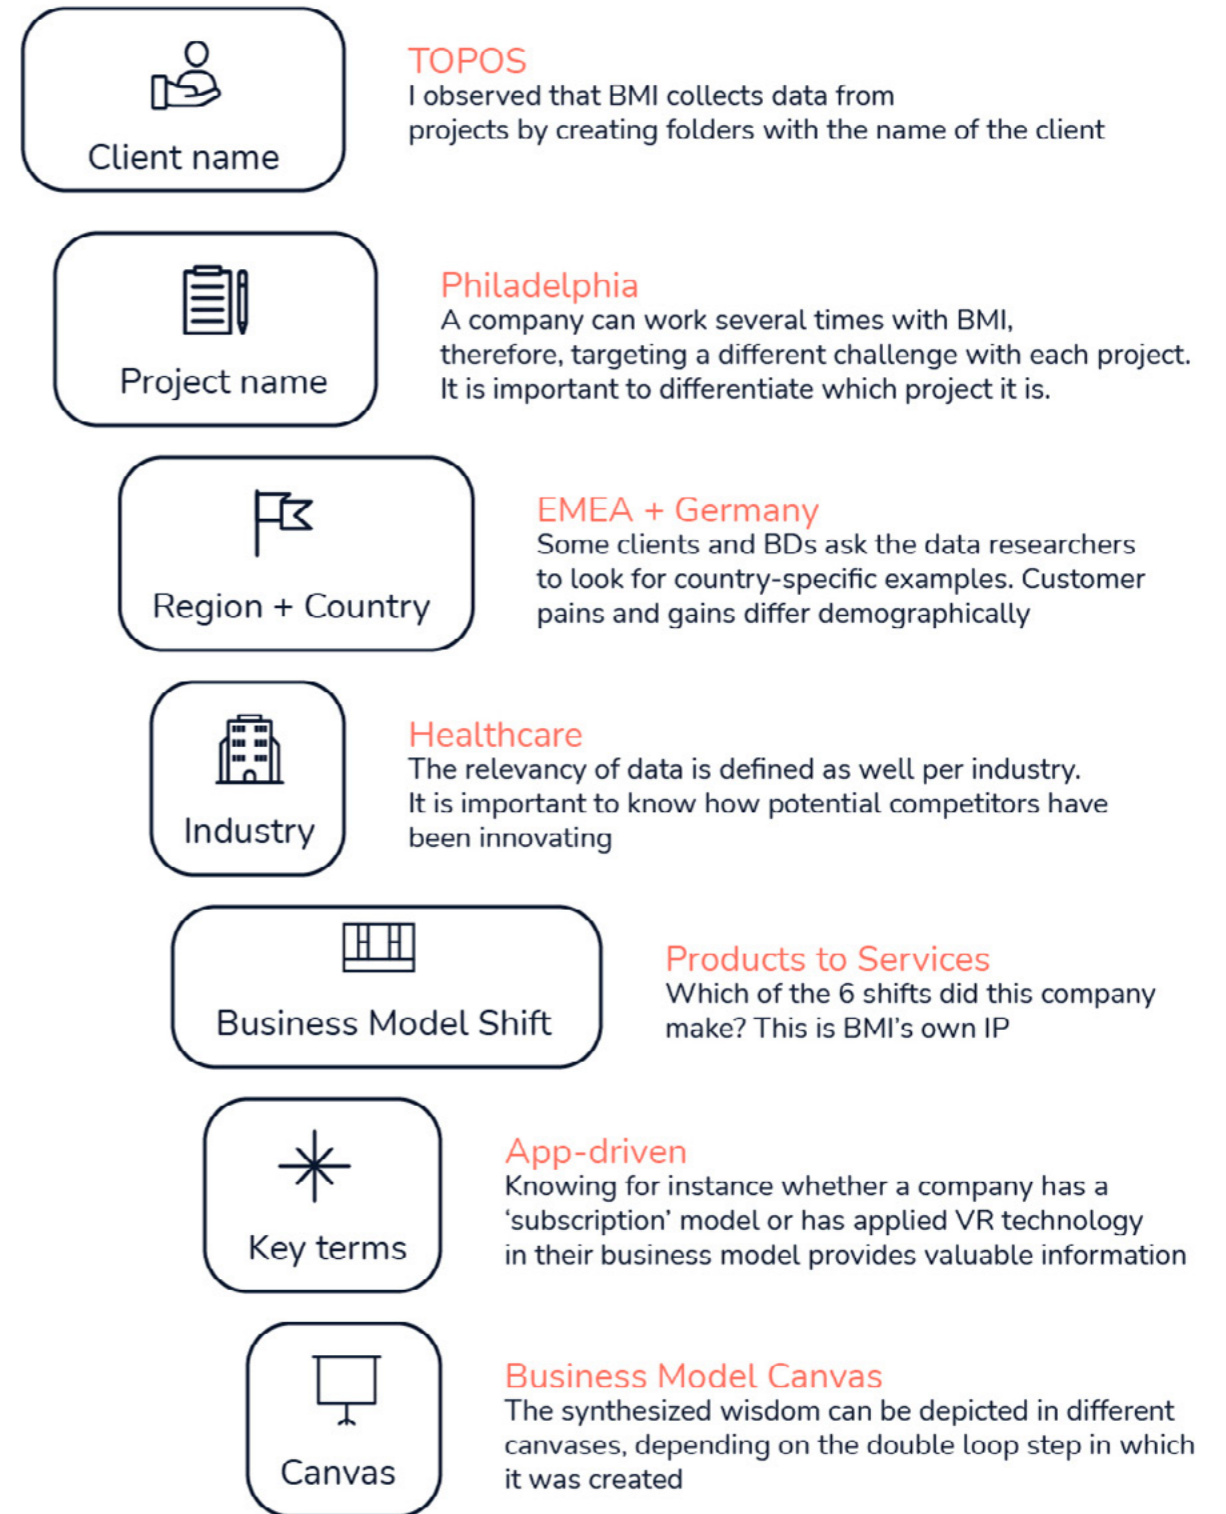 Client name
TOPOS
I observed that BMI collects data from
projects by creating folders with the name of the client
Project name
Philadelphia
A company can work several times with BMI,
therefore, targeting a different challenge with each project.
It is important to differentiate which project it is.
Region + Country
EMEA + Germany
Some clients and BDs ask the data researchers
to look for country-specific examples. Customer
pains and gains differ demographically
Industry
Healthcare
The relevancy of data is defined as well per industry.
It is important to know how potential competitors have
been innovating
Business Model Shift
Products to Services
Which of the 6 shifts did this company
make? This is BMI's own IP
Key terms
App-driven
Knowing for instance whether a company has a
‘subscription’ model or has applied VR technology
in their business model provides valuable information
Canvas
Business Model Canvas
The synthesized wisdom can be depicted in different
canvases, depending on the double loop step in which
it was created